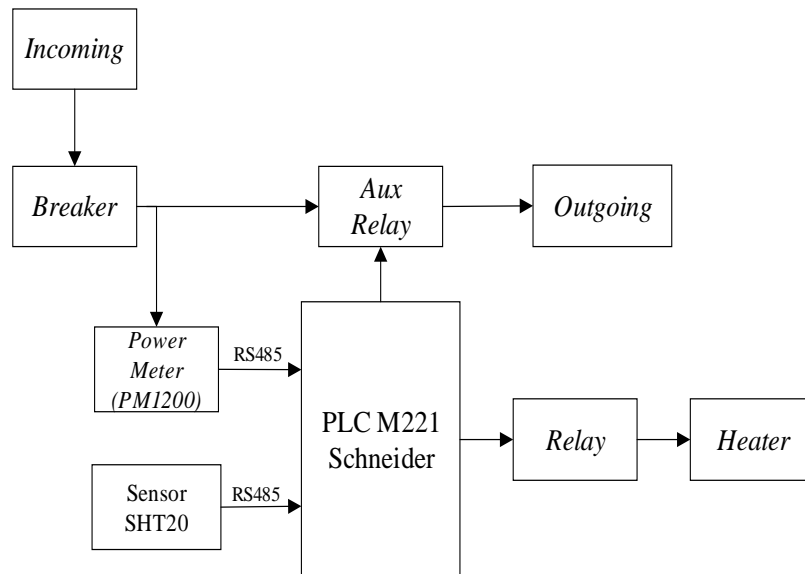 Incoming
Breaker
Aux
Relay
Outgoing
Power
Meter
(PM1200)
RS485
PLC M221
Schneider
Relay
Heater
Sensor
SHT20
RS485